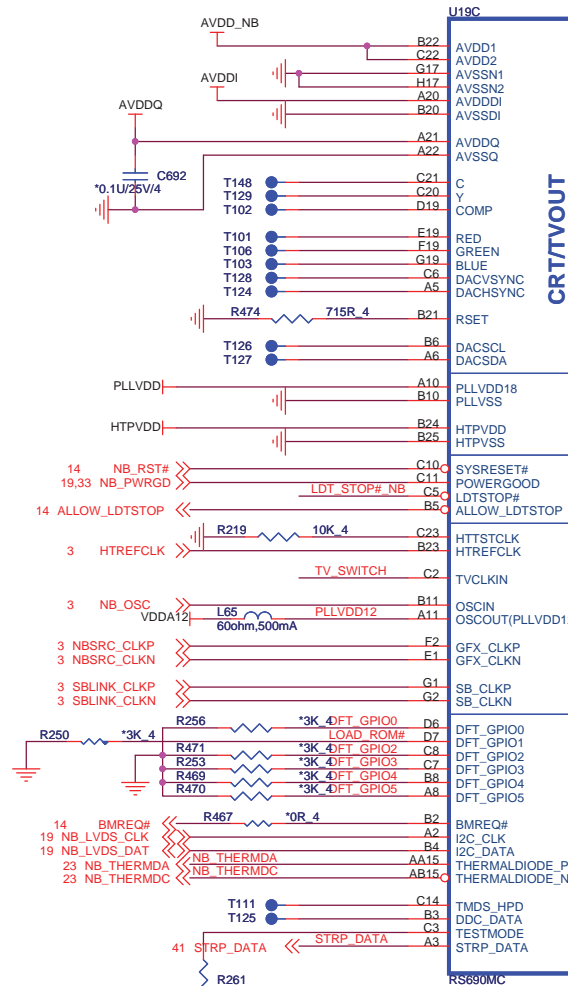 U19C
AVDD_NB
B22 AVDD1
C22 AVDD2
G17 AVSSN1
H17 AVSSN2
AVDDI
A20 AVDDDI
B20 AVSSDI
AVDDQ
A21 AVDDQ
A22 AVSSQ
C692
*0.1U/25V/4
T148 C21 C
T129 C20 Y
T102 D19 COMP
CRT/TVOUT
T101 E19 RED
T106 F19 GREEN
T103 G19 BLUE
T128 C6 DACVSYNC
T124 A5 DACHSYNC
R474 715R_4 B21 RSET
T126 B6 DACSCL
T127 A6 DACSDA
PLLVDD A10 PLLVDD18
B10 PLLVSS
HTPVDD B24 HTPVDD
B25 HTPVSS
14 NB_RST# C10 SYSRESET#
19,33 NB_PWRGD C11 POWERGOOD
LDT_STOP#_NB C5 LDTSTOP#
14 ALLOW_LDTSTOP B5 ALLOW_LDTSTOP
R219 10K_4 C23 HTTSTCLK
3 HTREFCLK B23 HTREFCLK
TV_SWITCH C2 TVCLKIN
3 NB_OSC B11 OSCIN
VDDA12 L65 PLLVDD12 A11 OSCOUT(PLLVDD12
60ohm,500mA
3 NBSRC_CLKP F2 GFX_CLKP
3 NBSRC_CLKN E1 GFX_CLKN
3 SBLINK_CLKP G1 SB_CLKP
3 SBLINK_CLKN G2 SB_CLKN
R256 *3K_4 DFT_GPIO0 D6 DFT_GPIO0
R250 *3K_4 LOAD_ROM# D7 DFT_GPIO1
R471 *3K_4 DFT_GPIO2 C8 DFT_GPIO2
R253 *3K_4 DFT_GPIO3 C7 DFT_GPIO3
R469 *3K_4 DFT_GPIO4 B8 DFT_GPIO4
R470 *3K_4 DFT_GPIO5 A8 DFT_GPIO5
14 BMREQ# R467 *0R_4 B2 BMREQ#
19 NB_LVDS_CLK A2 I2C_CLK
19 NB_LVDS_DAT B4 I2C_DATA
23 NB_THERMDA NB_THERMDA AA15 THERMALDIODE_P
23 NB_THERMDC NB_THERMDC AB15 THERMALDIODE_N
T111 C14 TMDS_HPD
T125 B3 DDC_DATA
C3 TESTMODE
41 STRP_DATA STRP_DATA A3 STRP_DATA
R261
RS690MC